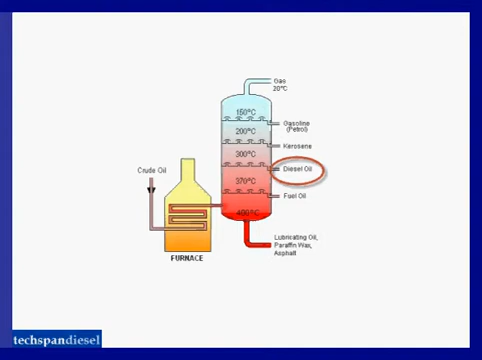 Gas
20°C
150°C
Gasoline
(Petrol)
200°C
Kerosene
300°C
Crude Oil
Diesel Oil
370°C
Fuel Oil
400°C
Lubricating Oil,
Paraffin Wax,
Asphalt
FURNACE
techspandiesel